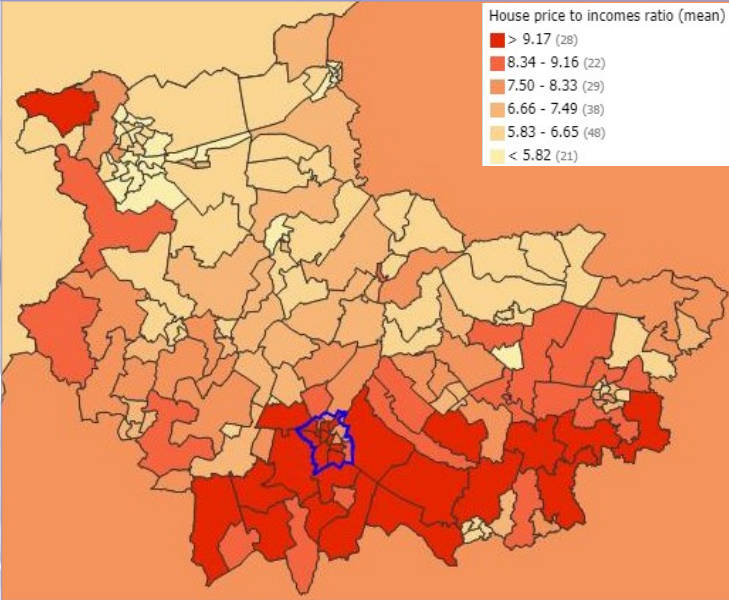 House price to incomes ratio (mean)
> 9.17 (28)
8.34 - 9.16 (22)
7.50 - 8.33 (29)
6.66 - 7.49 (38)
5.83 - 6.65 (48)
< 5.82 (21)